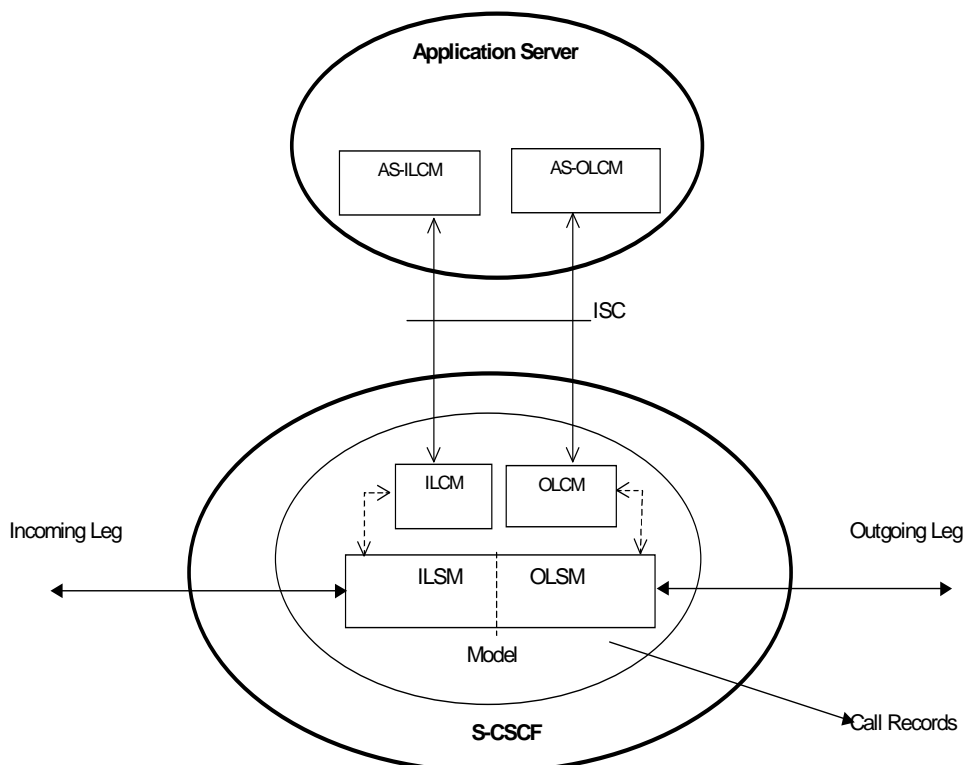 Application Server
AS-ILCM
AS-OLCM
ISC
ILCM
OLCM
Incoming Leg
Outgoing Leg
ILSM
OLSM
Model
S-CSCF
Call Records